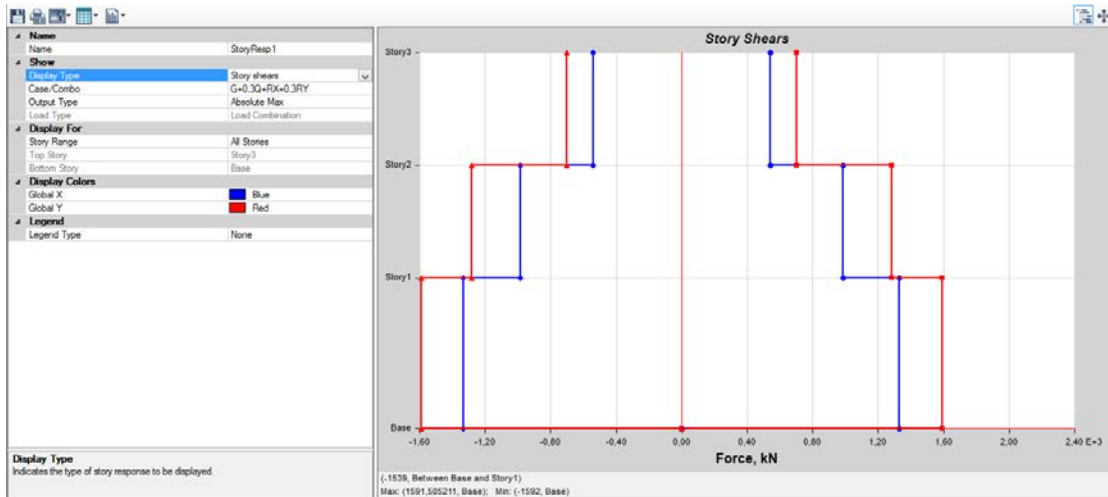 Name
Name StoryResp1
Show
Display Type Story shears
Case/Combo G+0.3Q+RX+0.3RY
Output Type Absolute Max
Load Type Load Combination
Display For
Story Range All Stories
Top Story Story3
Bottom Story Base
Display Colors
Global X Blue
Global Y Red
Legend
Legend Type None
Display Type
Indicates the type of story response to be displayed.
Story Shears
Story3
Story2
Story1
Base
-1,60 -1,20 -0,80 -0,40 0,00 0,40 0,80 1,20 1,60 2,00 2,40 E+3
Force, kN
(-1539, Between Base and Story1)
Max: (1591,505211, Base); Min: (-1592, Base)